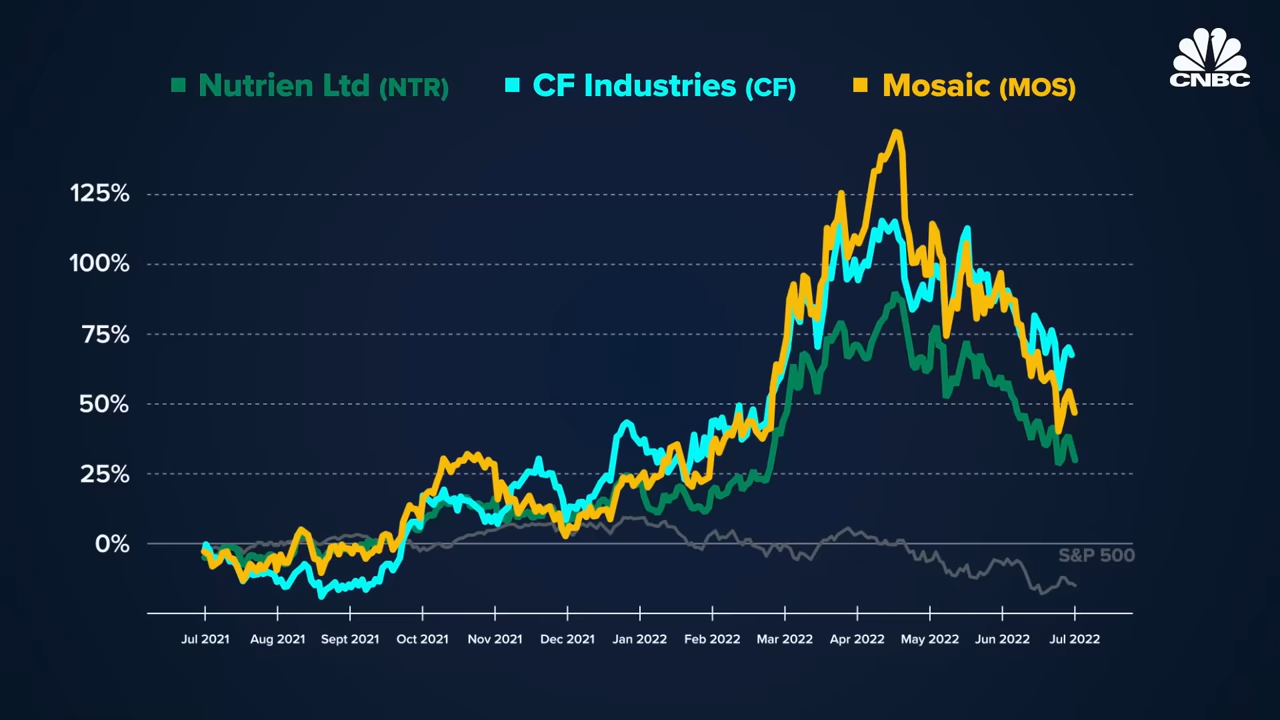 CNBC
Nutrien Ltd (NTR) CF Industries (CF) Mosaic (MOS)
125%
100%
75%
50%
25%
0%
S&P 500
Jul 2021 Aug 2021 Sept 2021 Oct 2021 Nov 2021 Dec 2021 Jan 2022 Feb 2022 Mar 2022 Apr 2022 May 2022 Jun 2022 Jul 2022